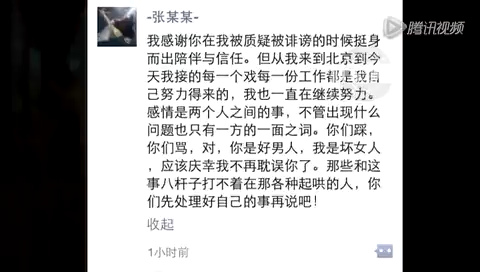 腾讯视频
-张某某-
我感谢你在我被质疑被诽谤的时候挺身
而出陪伴与信任。但从我来到北京到今
天我接的每一个戏每一份工作都是我自
己努力得来的，我也一直在继续努力。
感情是两个人之间的事，不管出现什么
问题也只有一方的一面之词。你们踩，
你们骂，对，你是好男人，我是坏女人
，应该庆幸我不再耽误你了。那些和这
事八杆子打不着在那各种起哄的人，你
们先处理好自己的事再说吧！
收起
1小时前